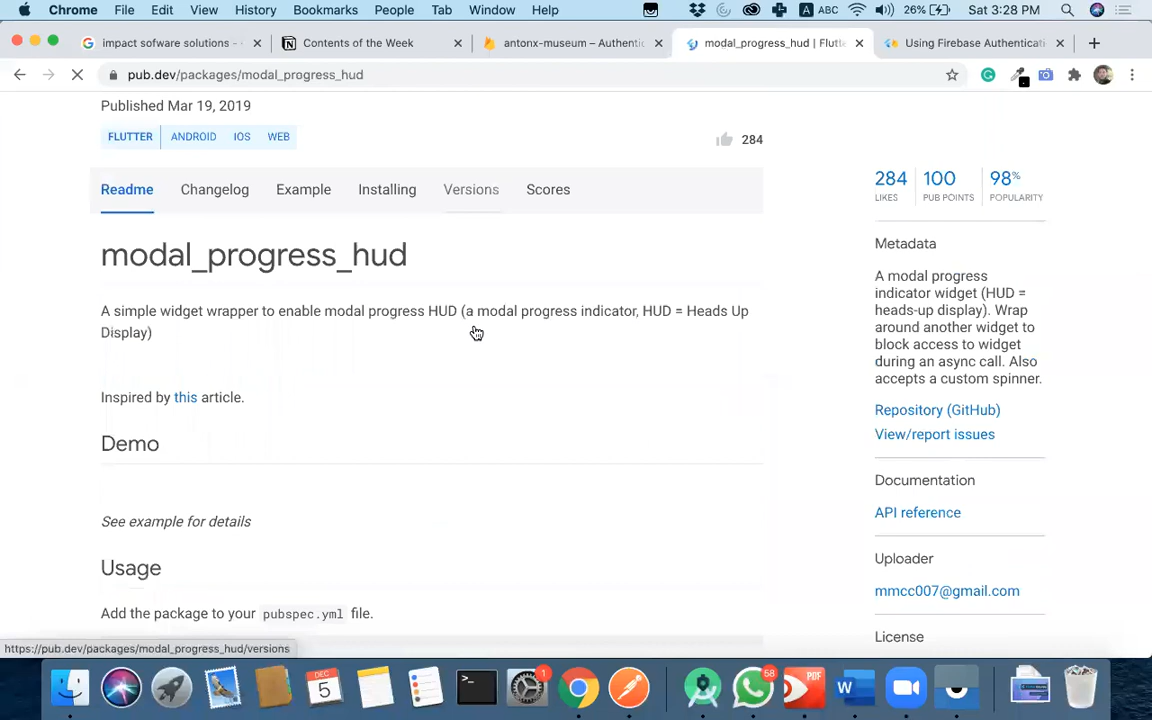 Chrome File Edit View History Bookmarks People Tab Window Help A ABC 26% Sat 3:28 PM
impact sofware solutions - Contents of the Week antonx-museum – Authentic modal_progress_hud | Flutte Using Firebase Authenticati
pub.dev/packages/modal_progress_hud
Published Mar 19, 2019
FLUTTER ANDROID IOS WEB
284
284 100 98%
LIKES PUB POINTS POPULARITY
Readme Changelog Example Installing Versions Scores
modal_progress_hud
A simple widget wrapper to enable modal progress HUD (a modal progress indicator, HUD = Heads Up
Display)
Inspired by this article.
Demo
See example for details
Usage
Add the package to your pubspec.yml file.
Metadata
A modal progress
indicator widget (HUD =
heads-up display). Wrap
around another widget to
block access to widget
during an async call. Also
accepts a custom spinner.
Repository (GitHub)
View/report issues
Documentation
API reference
Uploader
mmcc007@gmail.com
License
https://pub.dev/packages/modal_progress_hud/versions
DEC
5
>_
1
58
PDF
W